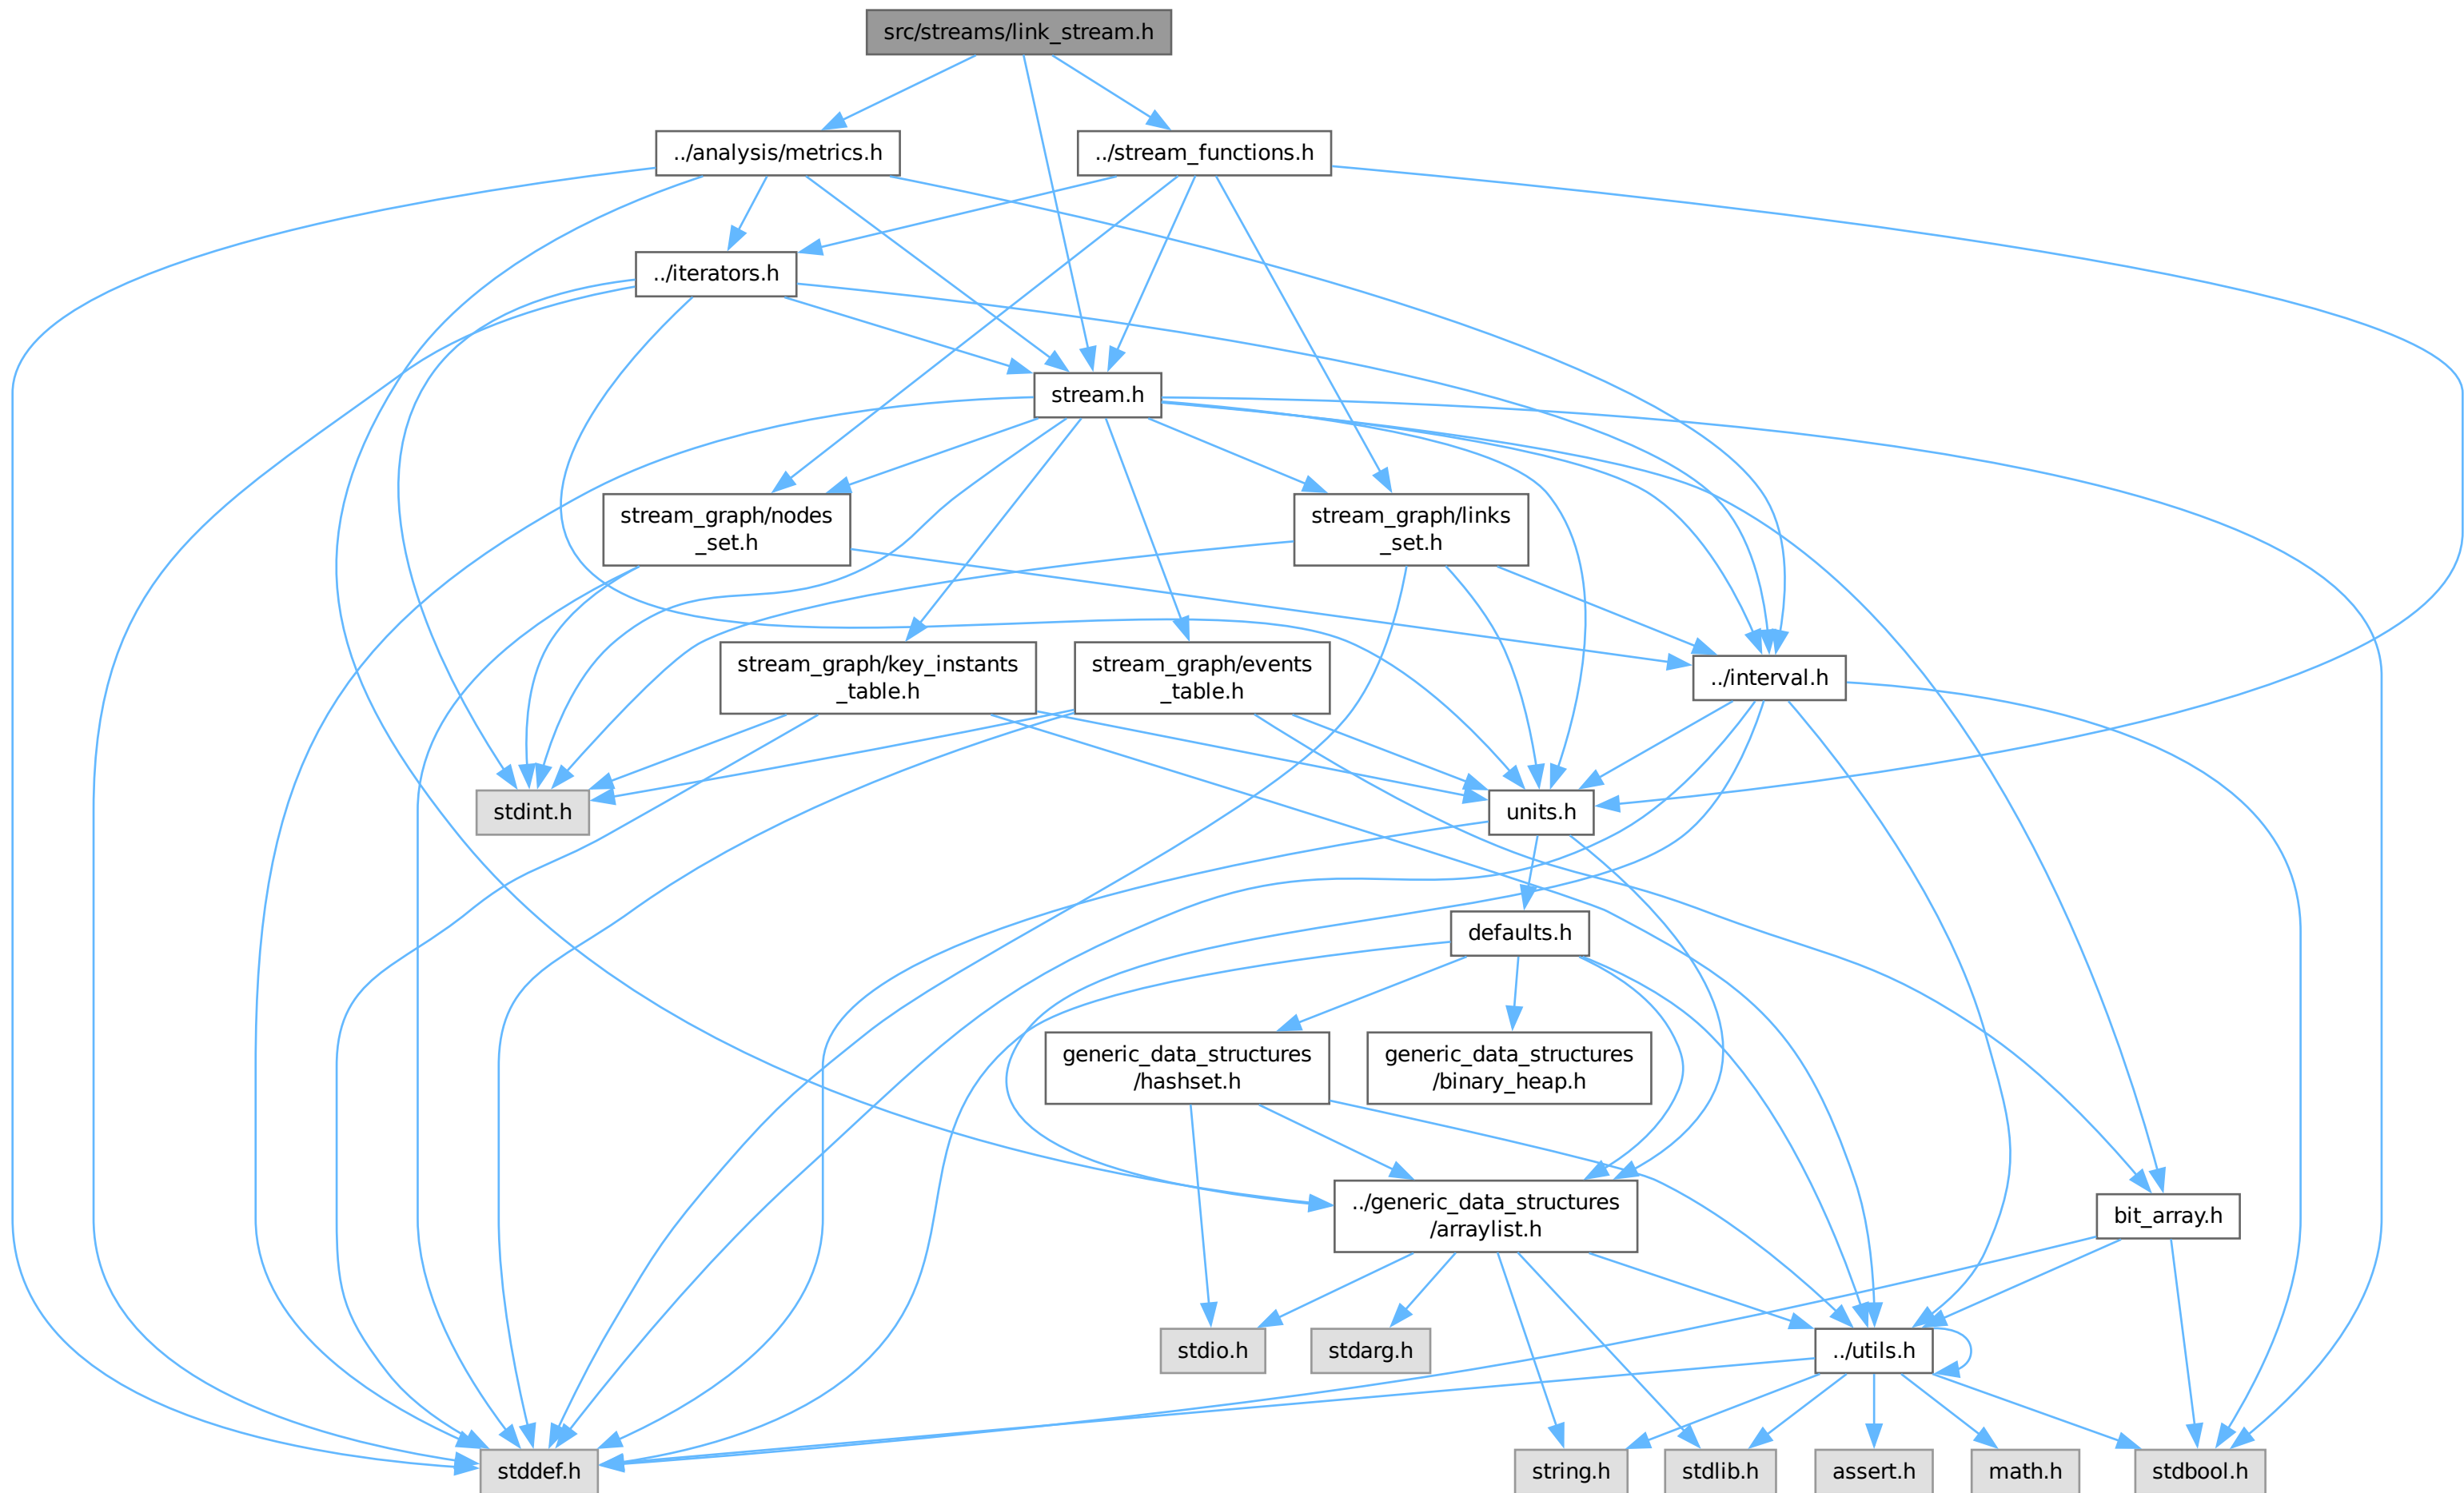 src/streams/link_stream.h
../analysis/metrics.h
../stream_functions.h
../iterators.h
stream.h
stream_graph/nodes
_set.h
stream_graph/links
_set.h
stream_graph/key_instants
_table.h
stream_graph/events
_table.h
../interval.h
stdint.h
units.h
defaults.h
generic_data_structures
/hashset.h
generic_data_structures
/binary_heap.h
../generic_data_structures
/arraylist.h
bit_array.h
stdio.h
stdarg.h
../utils.h
stddef.h
string.h
stdlib.h
assert.h
math.h
stdbool.h